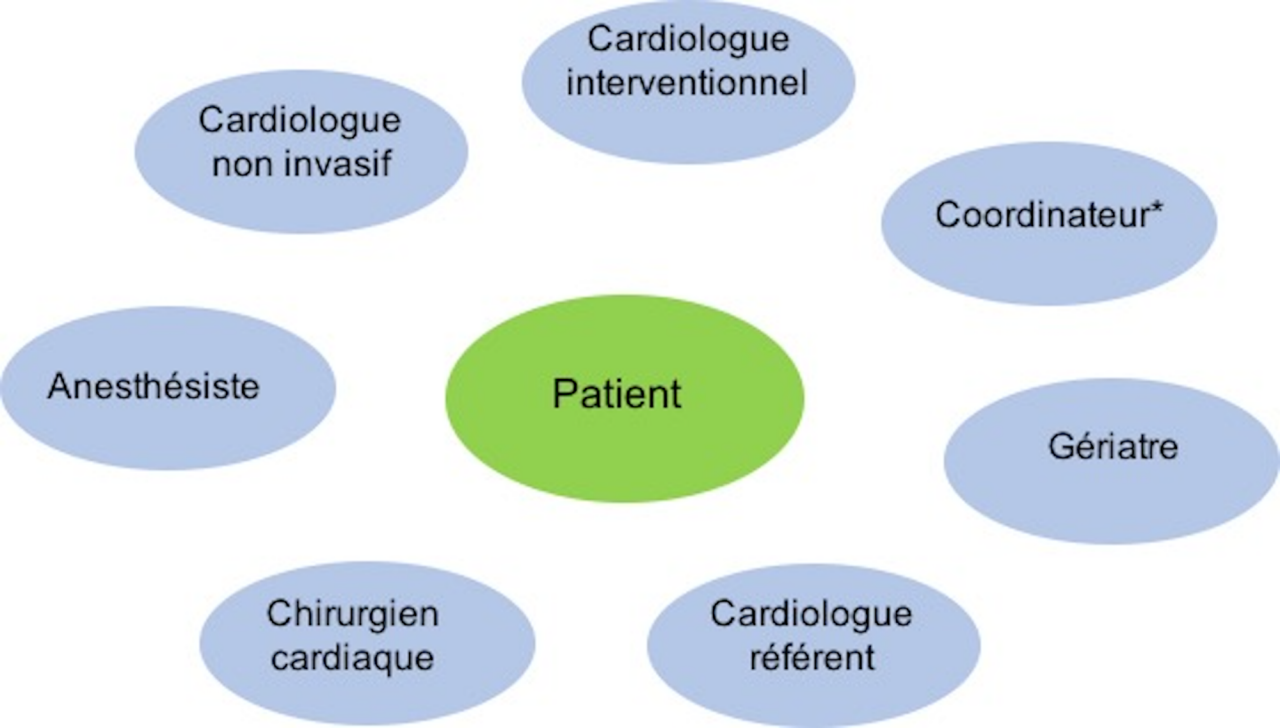 Cardiologue
interventionnel
Cardiologue
non invasif
Coordinateur*
Anesthésiste
Patient
Gériatre
Chirurgien
cardiaque
Cardiologue
référent